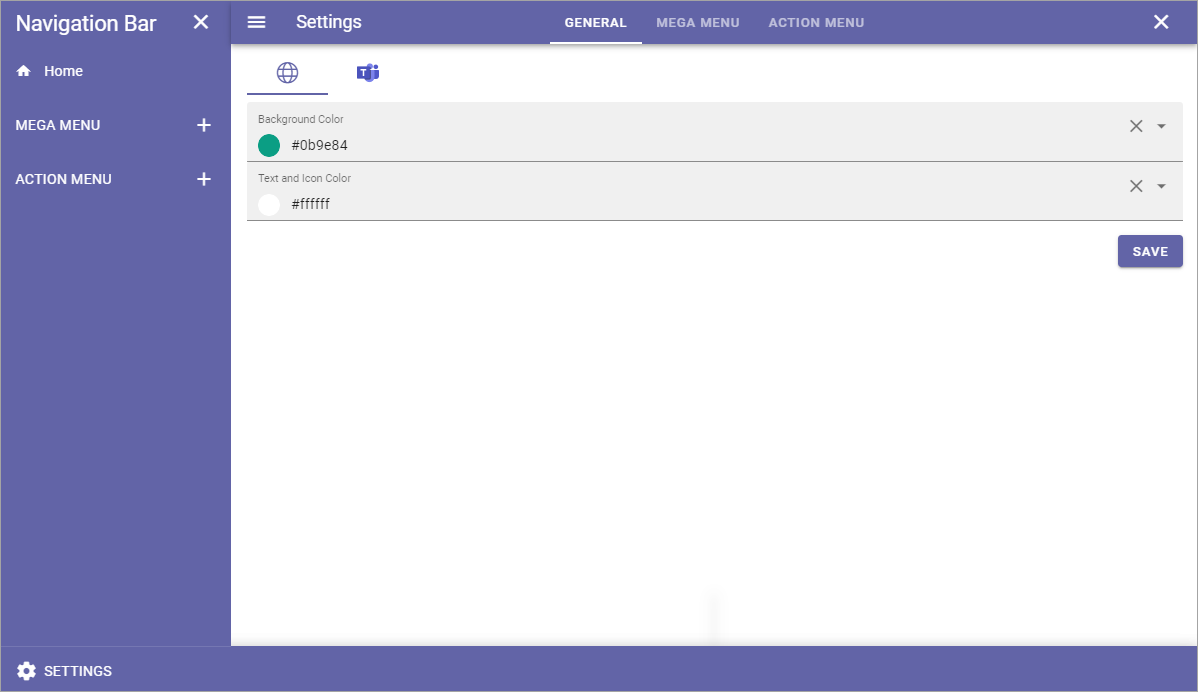 Navigation Bar
Settings
GENERAL
MEGA MENU
ACTION MENU
Home
MEGA MENU
ACTION MENU
Background Color
#0b9e84
Text and Icon Color
#ffffff
SAVE
SETTINGS